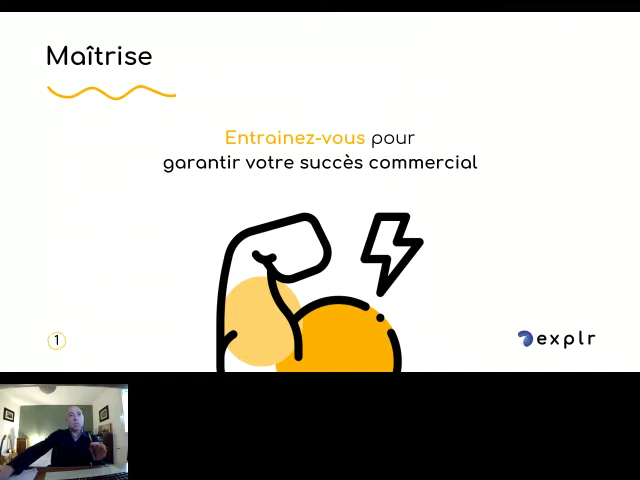 Maîtrise
Entrainez-vous pour
garantir votre succès commercial
1
explr